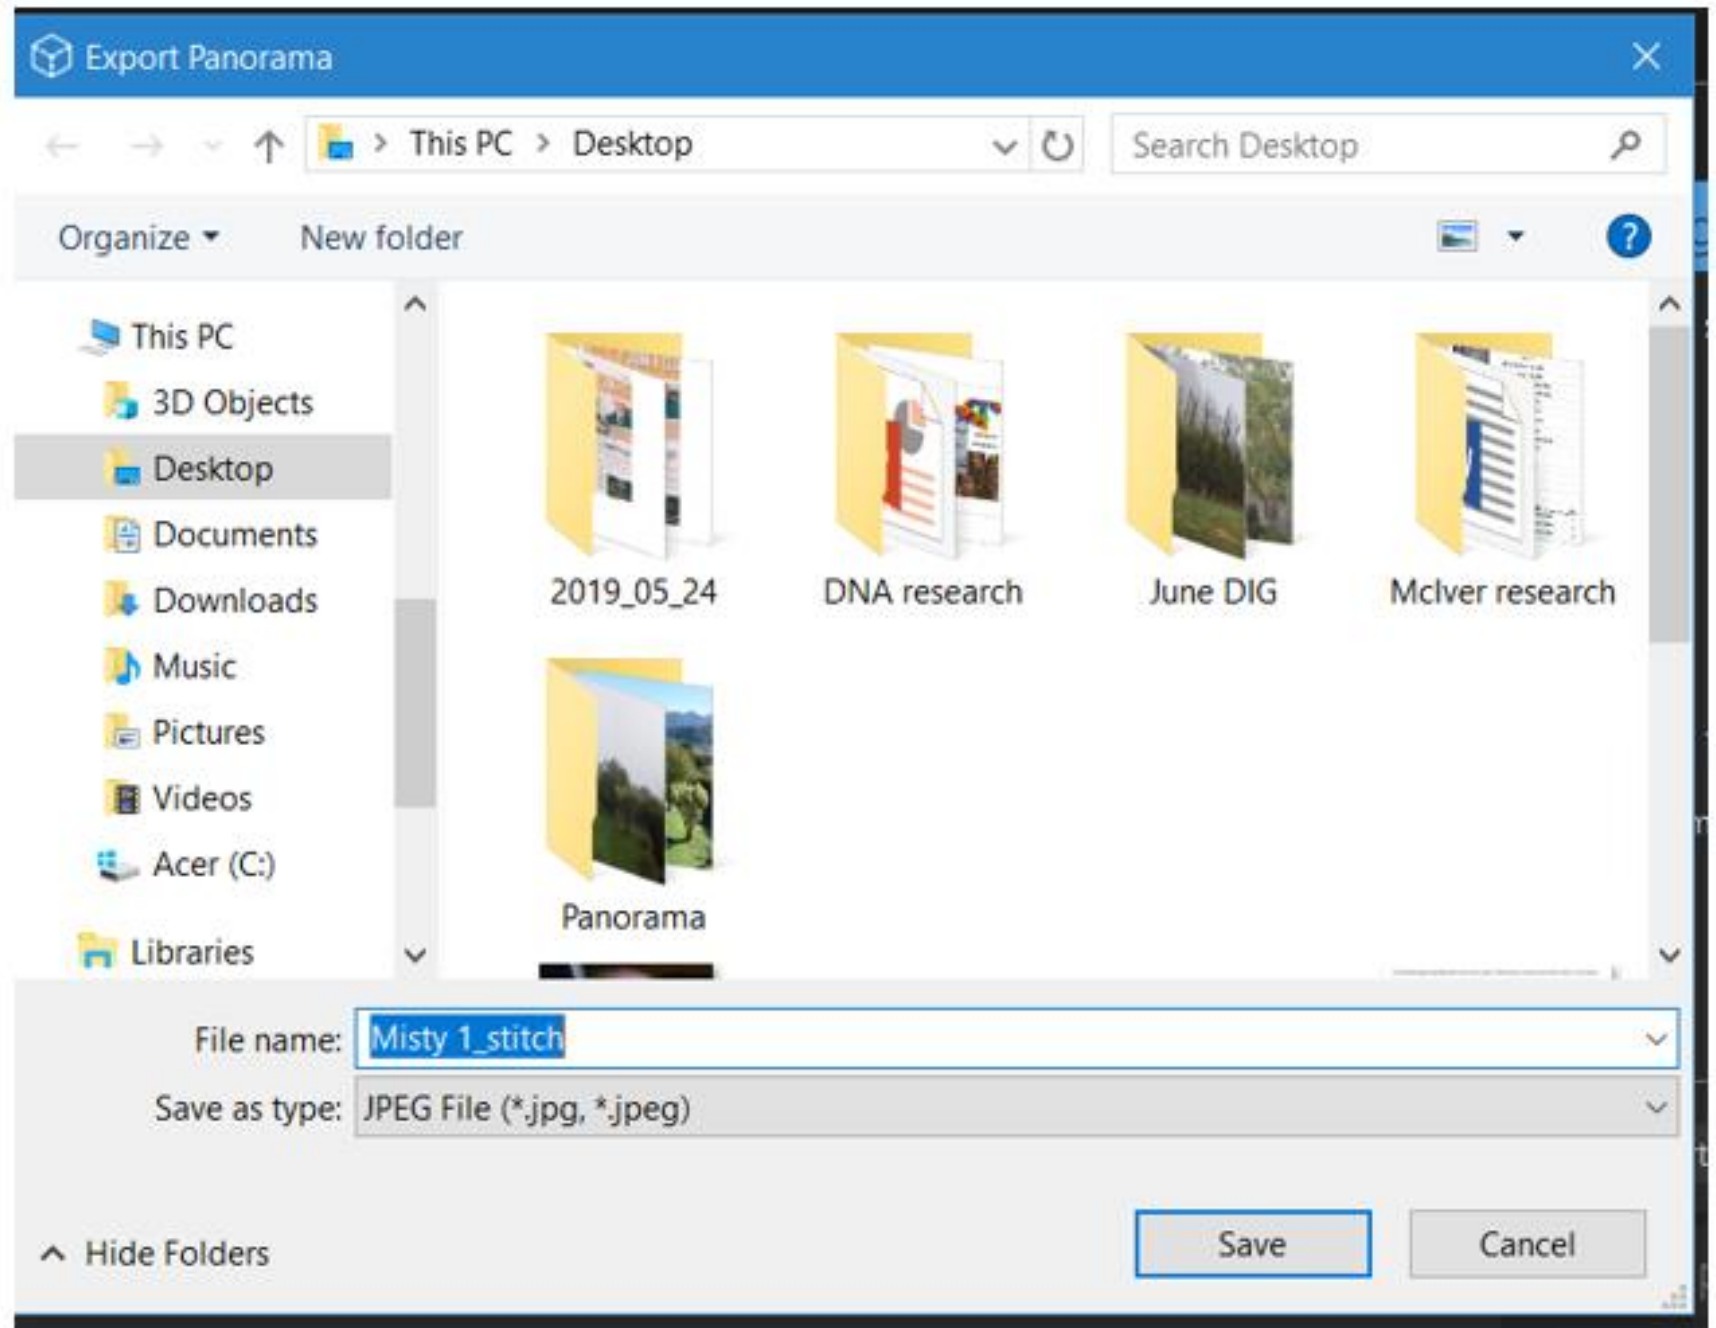 Export Panorama
This PC > Desktop
Search Desktop
Organize
New folder
?
This PC
3D Objects
Desktop
Documents
Downloads
Music
Pictures
Videos
Acer (C:)
Libraries
2019_05_24
DNA research
June DIG
McIver research
Panorama
File name: Misty 1_stitch
Save as type: JPEG File (*.jpg, *.jpeg)
Hide Folders
Save
Cancel